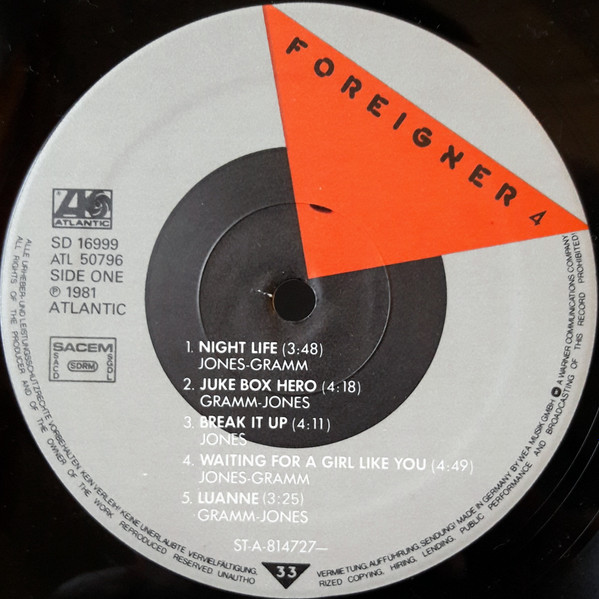 FOREIGNER 4
ATLANTIC
SD 16999
ATL 50796
SIDE ONE
℗ 1981
ATLANTIC
SACEM
SACD
SDRM
SGDL
1. NIGHT LIFE (3:48)
JONES-GRAMM
2. JUKE BOX HERO (4:18)
GRAMM-JONES
3. BREAK IT UP (4:11)
JONES
4. WAITING FOR A GIRL LIKE YOU (4:49)
JONES-GRAMM
5. LUANNE (3:25)
GRAMM-JONES
ST-A-814727—
33
ALLE URHEBER- UND LEISTUNGSSCHUTZRECHTE VORBEHALTEN. KEIN VERLEIH! KEINE UNERLAUBTE VERVIELFÄLTIGUNG, VERMIETUNG, AUFFÜHRUNG, SENDUNG! MADE IN GERMANY BY WEA MUSIK GMBH A WARNER COMMUNICATIONS COMPANY
ALL RIGHTS OF THE PRODUCER AND OF THE OWNER OF THE WORK REPRODUCED RESERVED. UNAUTHORIZED COPYING, HIRING, LENDING, PUBLIC PERFORMANCE AND BROADCASTING OF THIS RECORD PROHIBITED!